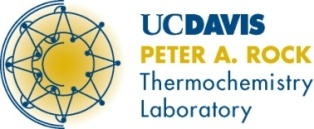 UCDAVIS
PETER A. ROCK
Thermochemistry
Laboratory